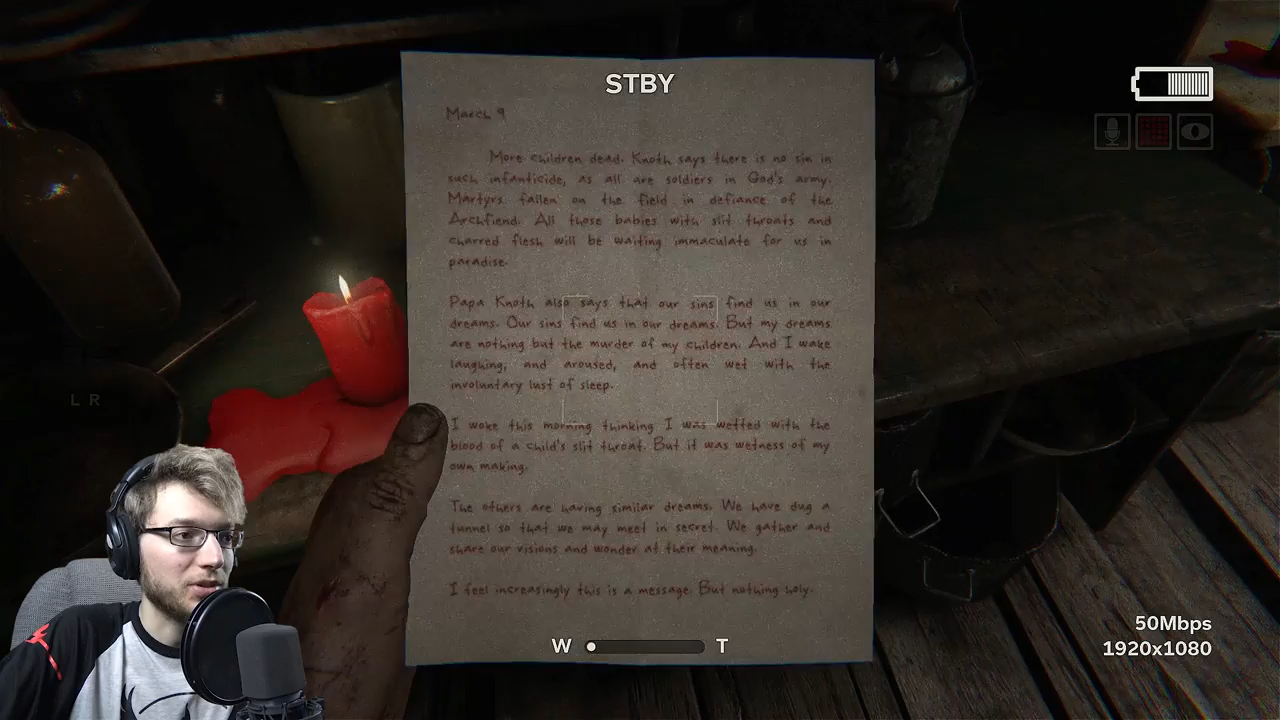 STBY
March 9
More children dead. Knoth says there is no sin in
such infanticide, as all are soldiers in God's army.
Martyrs fallen on the field in defiance of the
Archfiend. All those babies with slit throats and
charred flesh will be waiting immaculate for us in
paradise.
Papa Knoth also says that our sins find us in our
dreams. Our sins find us in our dreams. But my dreams
are nothing but the murder of my children. And I wake
laughing, and aroused, and often wet with the
involuntary lust of sleep.
I woke this morning thinking I was wetted with the
blood of a child's slit throat. But it was wetness of my
own making.
The others are having similar dreams. We have dug a
tunnel so that we may meet in secret. We gather and
share our visions and wonder at their meaning.
I feel increasingly this is a message. But nothing holy.
L R
W T
50Mbps
1920x1080